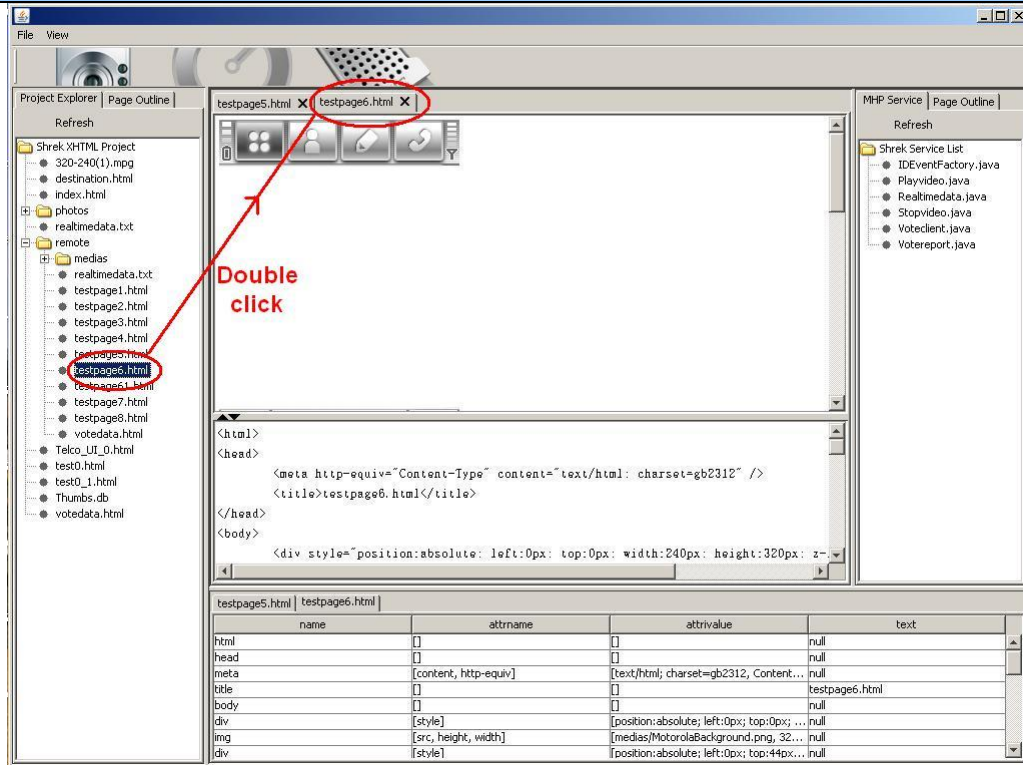 File View
Project Explorer Page Outline
Refresh
Shrek XHTML Project
320-240(1).mpg
destination.html
index.html
photos
realtimedata.txt
remote
medias
realtimedata.txt
testpage1.html
testpage2.html
testpage3.html
testpage4.html
testpage5.html
testpage6.html
testpage61.html
testpage7.html
testpage8.html
votedata.html
Telco_UI_0.html
test0.html
test0_1.html
Thumbs.db
votedata.html
testpage5.html testpage6.html
Double
click
<html>
<head>
<meta http-equiv="Content-Type" content="text/html; charset=gb2312" />
<title>testpage6.html</title>
</head>
<body>
<div style="position:absolute; left:0px; top:0px; width:240px; height:320px; z-
MHP Service Page Outline
Refresh
Shrek Service List
IDEventFactory.java
Playvideo.java
Realtimedata.java
Stopvideo.java
Voteclient.java
Votereport.java
testpage5.html testpage6.html
name attrname attrivalue text
html [] [] null
head [] [] null
meta [content, http-equiv] [text/html; charset=gb2312, Content... null
title [] [] testpage6.html
body [] [] null
div [style] [position:absolute; left:0px; top:0px; ... null
img [src, height, width] [medias/MotorolaBackground.png, 32... null
div [style] [position:absolute; left:0px; top:44px... null